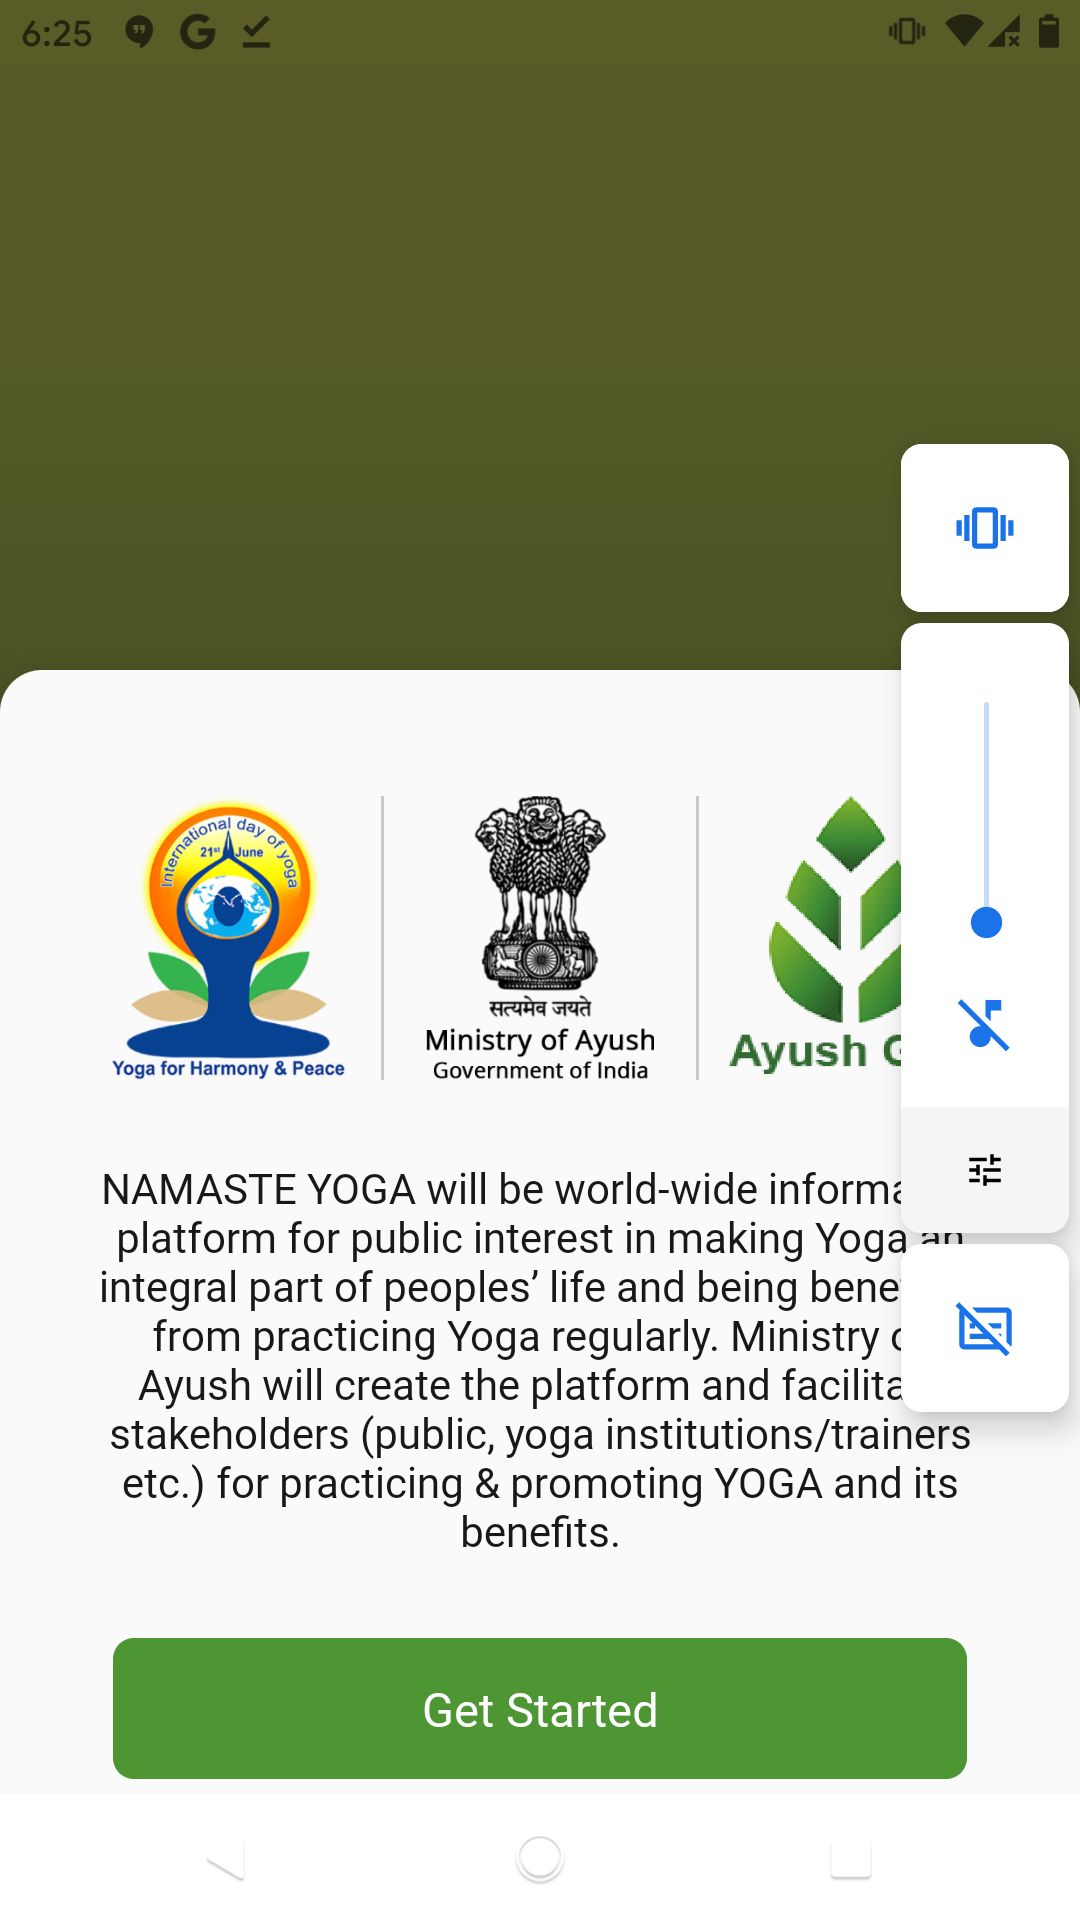 6:25
International day of yoga
21st June
Yoga for Harmony & Peace
सत्यमेव जयते
Ministry of Ayush
Government of India
Ayush
NAMASTE YOGA will be world-wide
platform for public interest in making Yoga an
integral part of peoples’ life and being
from practicing Yoga regularly. Ministry
Ayush will create the platform and
stakeholders (public, yoga institutions/trainers
etc.) for practicing & promoting YOGA and its
benefits.
Get Started